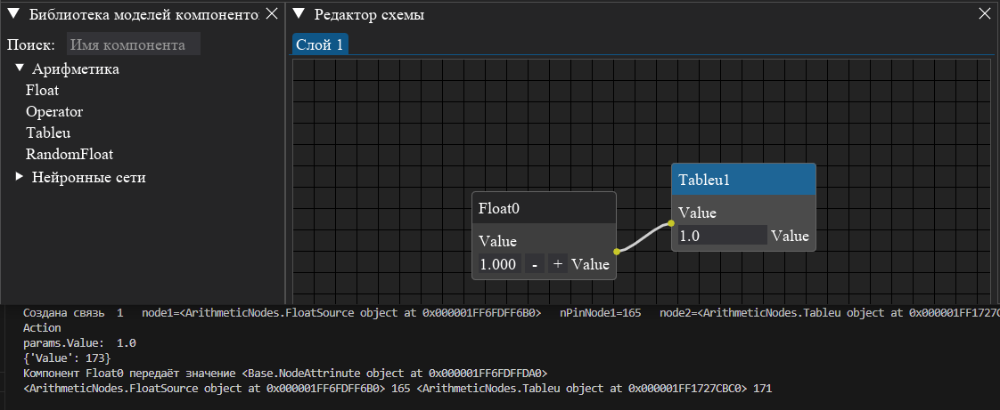 Библиотека моделей компоненто
Поиск: Имя компонента
Арифметика
Float
Operator
Tableu
RandomFloat
Нейронные сети
Редактор схемы
Слой 1
Float0
Value
1.000 - + Value
Tableu1
Value
1.0 Value
Создана связь 1 node1=<ArithmeticNodes.FloatSource object at 0x000001FF6FDFF6B0> nPinNode1=165 node2=<ArithmeticNodes.Tableu object at 0x000001FF1727C
Action
params.Value: 1.0
{'Value': 173}
Компонент Float0 передаёт значение <Base.NodeAttrinute object at 0x000001FF6FDFFDA0>
<ArithmeticNodes.FloatSource object at 0x000001FF6FDFF6B0> 165 <ArithmeticNodes.Tableu object at 0x000001FF1727CBC0> 171